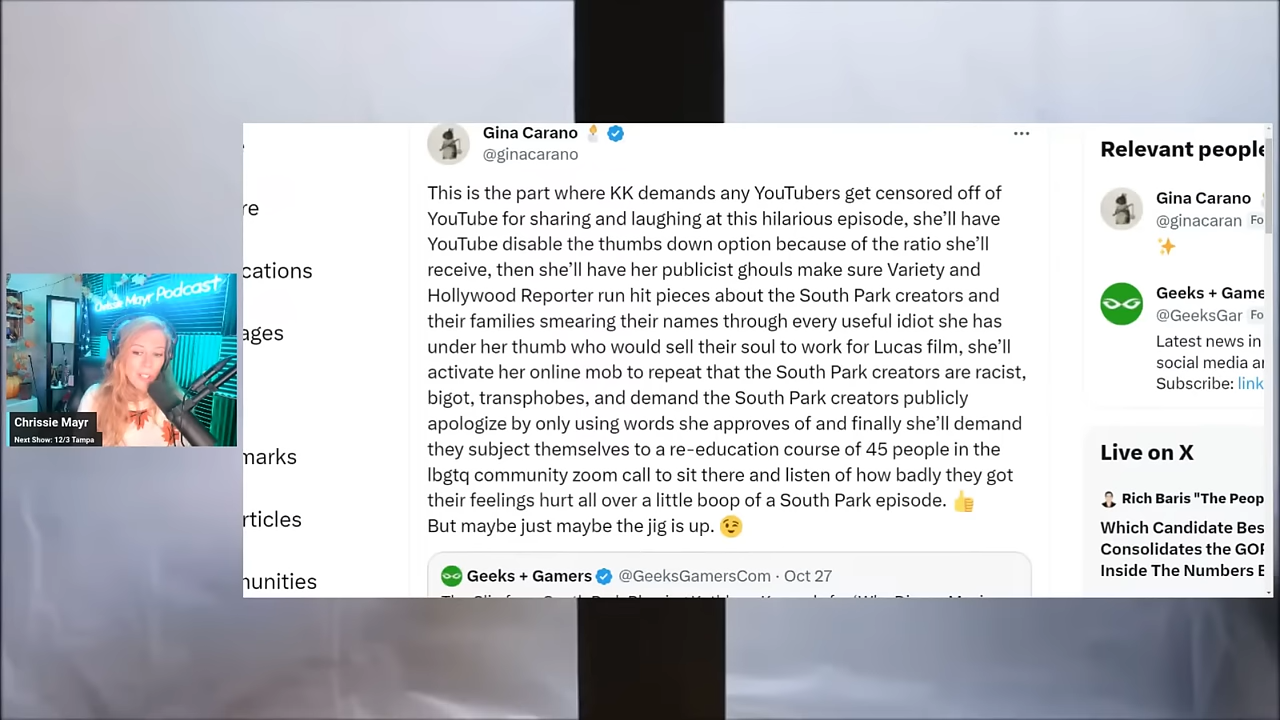 Gina Carano
@ginacarano
This is the part where KK demands any YouTubers get censored off of
YouTube for sharing and laughing at this hilarious episode, she’ll have
YouTube disable the thumbs down option because of the ratio she’ll
receive, then she’ll have her publicist ghouls make sure Variety and
Hollywood Reporter run hit pieces about the South Park creators and
their families smearing their names through every useful idiot she has
under her thumb who would sell their soul to work for Lucas film, she’ll
activate her online mob to repeat that the South Park creators are racist,
bigot, transphobes, and demand the South Park creators publicly
apologize by only using words she approves of and finally she’ll demand
they subject themselves to a re-education course of 45 people in the
lbgtq community zoom call to sit there and listen of how badly they got
their feelings hurt all over a little boop of a South Park episode. 👍
But maybe just maybe the jig is up. 😉
Geeks + Gamers @GeeksGamersCom · Oct 27
re
cations
ages
marks
rticles
munities
Relevant people
Gina Carano
@ginacaran Fo
✨
Geeks + Game
@GeeksGar Fo
Latest news in
social media ar
Subscribe: link
Live on X
Rich Baris "The Peop
Which Candidate Bes
Consolidates the GOF
Inside The Numbers E
Chrissie Mayr Podcast
Chrissie Mayr
Next Show: 12/3 Tampa